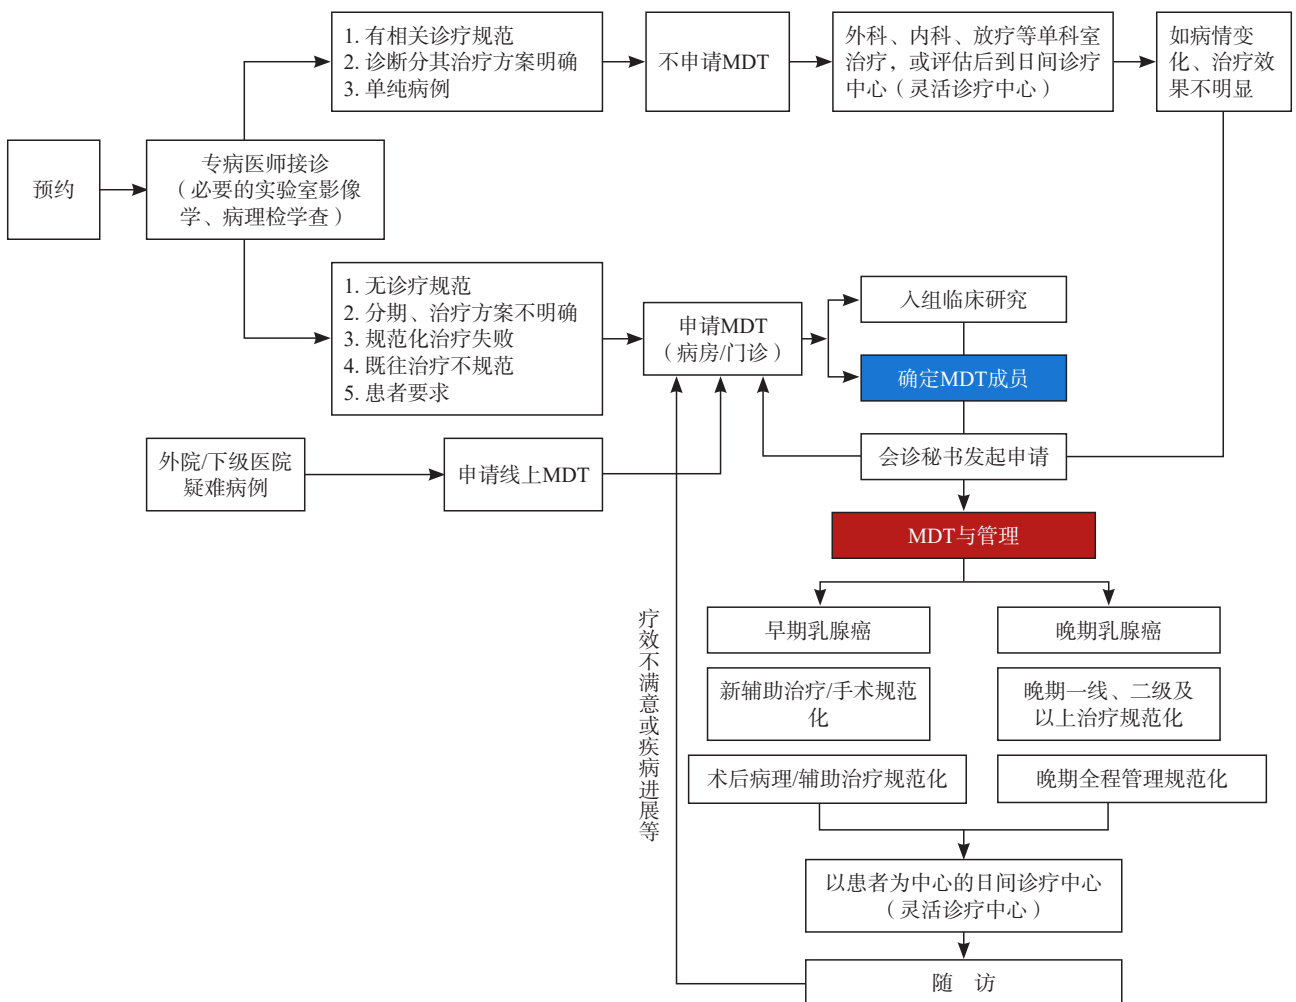 预约
专病医师接诊
（必要的实验室影像
学、病理检学查）
1. 有相关诊疗规范
2. 诊断分其治疗方案明确
3. 单纯病例
不申请MDT
外科、内科、放疗等单科室
治疗，或评估后到日间诊疗
中心（灵活诊疗中心）
如病情变
化、治疗效
果不明显
1. 无诊疗规范
2. 分期、治疗方案不明确
3. 规范化治疗失败
4. 既往治疗不规范
5. 患者要求
申请MDT
（病房/门诊）
入组临床研究
确定MDT成员
会诊秘书发起申请
外院/下级医院
疑难病例
申请线上MDT
MDT与管理
疗效不满意或疾病进展等
早期乳腺癌
晚期乳腺癌
新辅助治疗/手术规范
化
晚期一线、二级及
以上治疗规范化
术后病理/辅助治疗规范化
晚期全程管理规范化
以患者为中心的日间诊疗中心
（灵活诊疗中心）
随 访